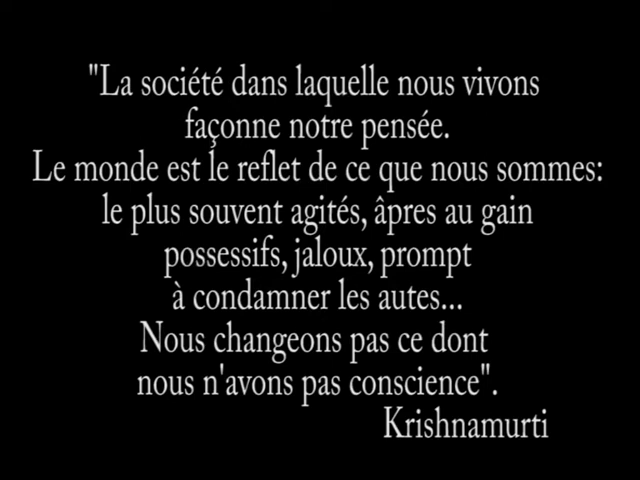 "La société dans laquelle nous vivons
façonne notre pensée.
Le monde est le reflet de ce que nous sommes:
le plus souvent agités, âpres au gain
possessifs, jaloux, prompt
à condamner les autes...
Nous changeons pas ce dont
nous n'avons pas conscience".
Krishnamurti